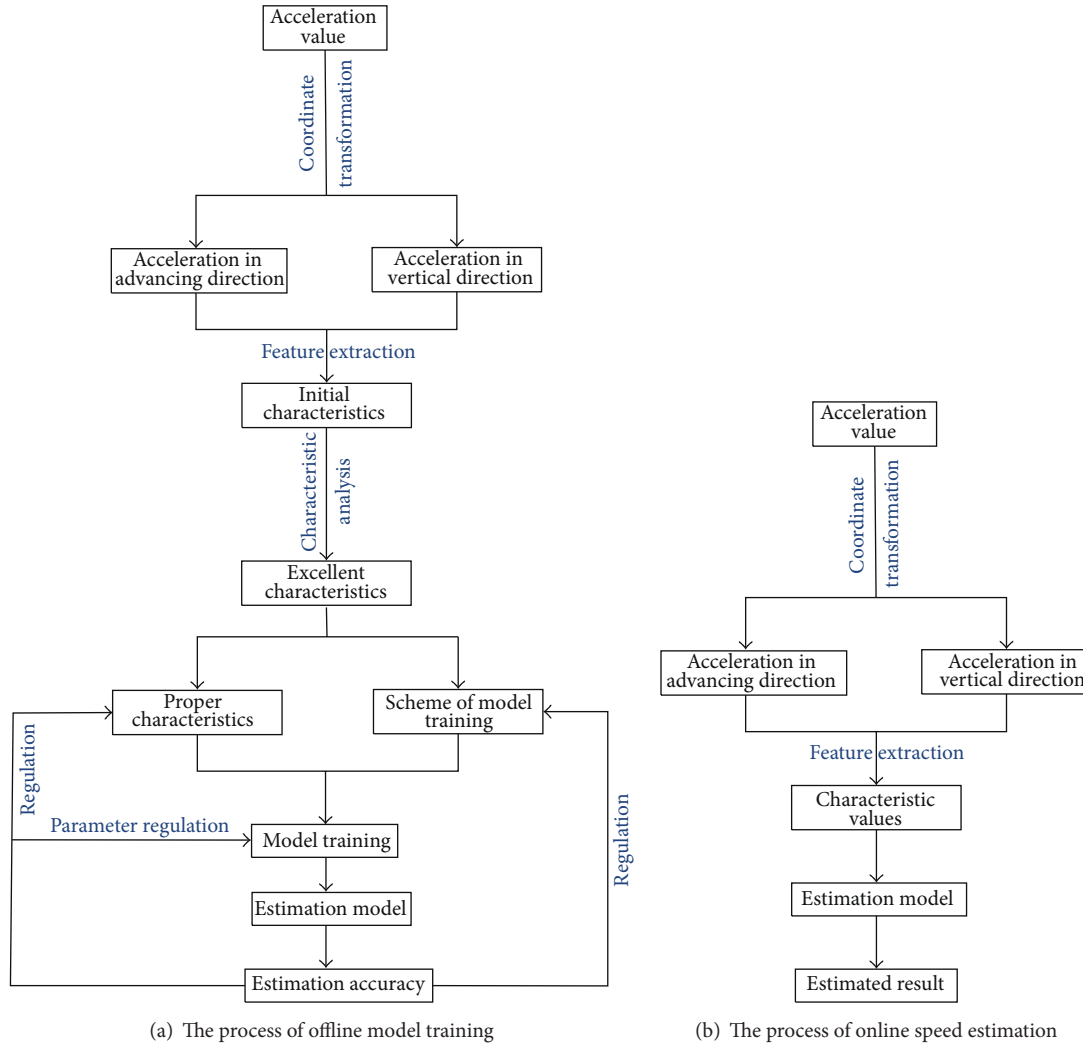 Acceleration
value
Coordinate
transformation
Acceleration in
advancing direction
Acceleration in
vertical direction
Feature extraction
Initial
characteristics
Characteristic
analysis
Excellent
characteristics
Proper
characteristics
Scheme of model
training
Regulation
Parameter regulation
Model training
Regulation
Estimation model
Estimation accuracy
(a) The process of offline model training
Acceleration
value
Coordinate
transformation
Acceleration in
advancing direction
Acceleration in
vertical direction
Feature extraction
Characteristic
values
Estimation model
Estimated result
(b) The process of online speed estimation